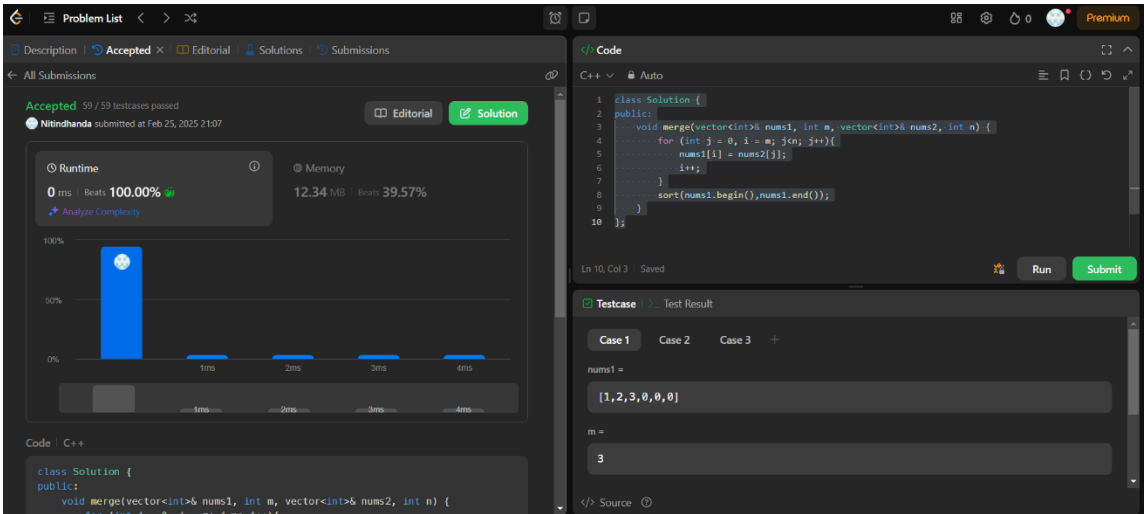 Problem List
0
Premium
Description
Accepted
Editorial
Solutions
Submissions
All Submissions
Accepted 59 / 59 testcases passed
Nitindhanda submitted at Feb 25, 2025 21:07
Editorial
Solution
Runtime
0 ms Beats 100.00%
Analyze Complexity
Memory
12.34 MB Beats 39.57%
100%
50%
0%
1ms 2ms 3ms 4ms
1ms 2ms 3ms 4ms
Code C++
class Solution {
public:
void merge(vector<int>& nums1, int m, vector<int>& nums2, int n) {
</> Code
C++ Auto
1 class Solution {
2 public:
3 void merge(vector<int>& nums1, int m, vector<int>& nums2, int n) {
4 for (int j = 0, i = m; j<n; j++){
5 nums1[i] = nums2[j];
6 i++;
7 }
8 sort(nums1.begin(),nums1.end());
9 }
10 };
Ln 10, Col 3 Saved
Run
Submit
Testcase
>_ Test Result
Case 1 Case 2 Case 3 +
nums1 =
[1,2,3,0,0,0]
m =
3
</> Source